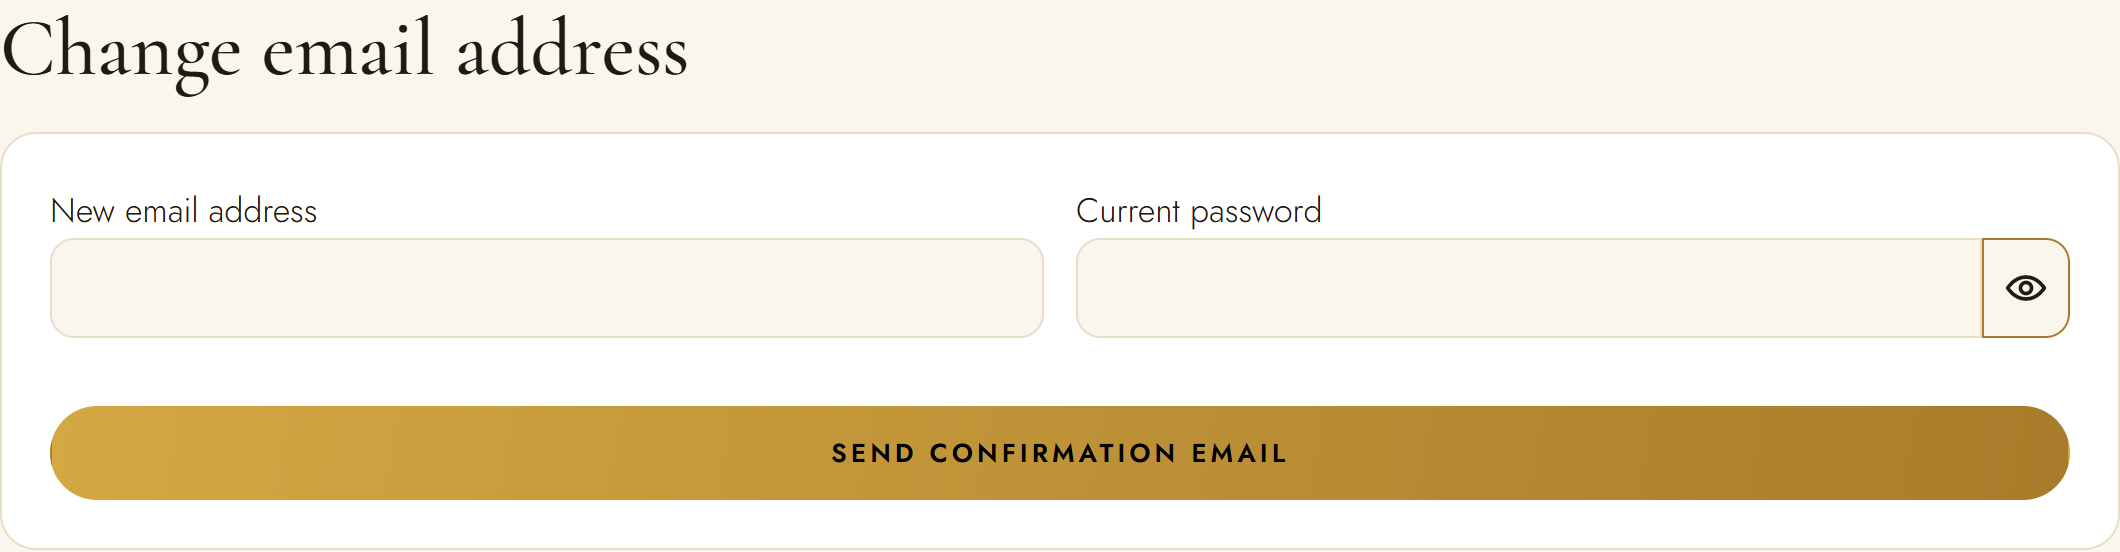 Change email address
New email address
Current password
SEND CONFIRMATION EMAIL